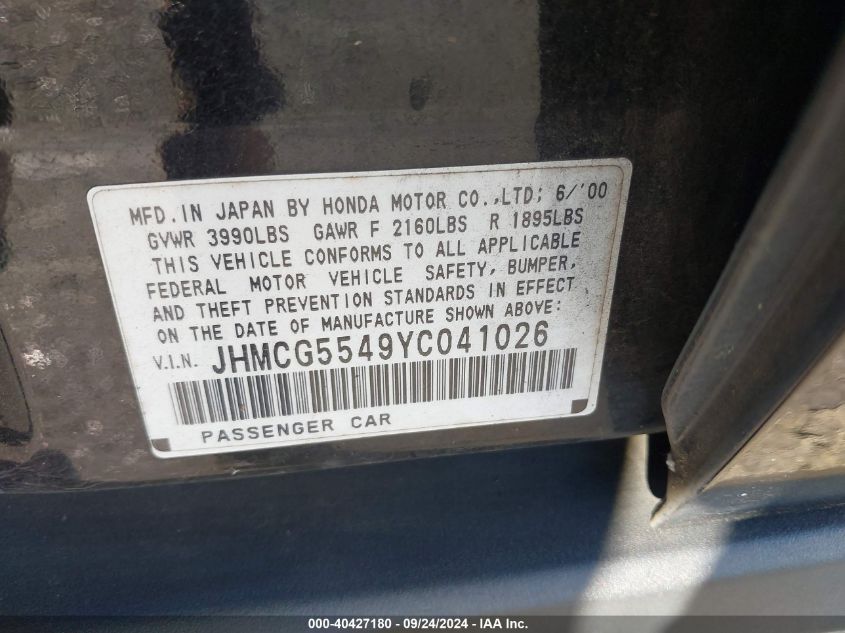 MFD. IN JAPAN BY HONDA MOTOR CO.,LTD; 6/'00
GVWR 3990LBS GAWR F 2160LBS R 1895LBS
THIS VEHICLE CONFORMS TO ALL APPLICABLE
FEDERAL MOTOR VEHICLE SAFETY, BUMPER,
AND THEFT PREVENTION STANDARDS IN EFFECT
ON THE DATE OF MANUFACTURE SHOWN ABOVE:
V.I.N. JHMCG5549YC041026
PASSENGER CAR
000-40427180 - 09/24/2024 - IAA Inc.